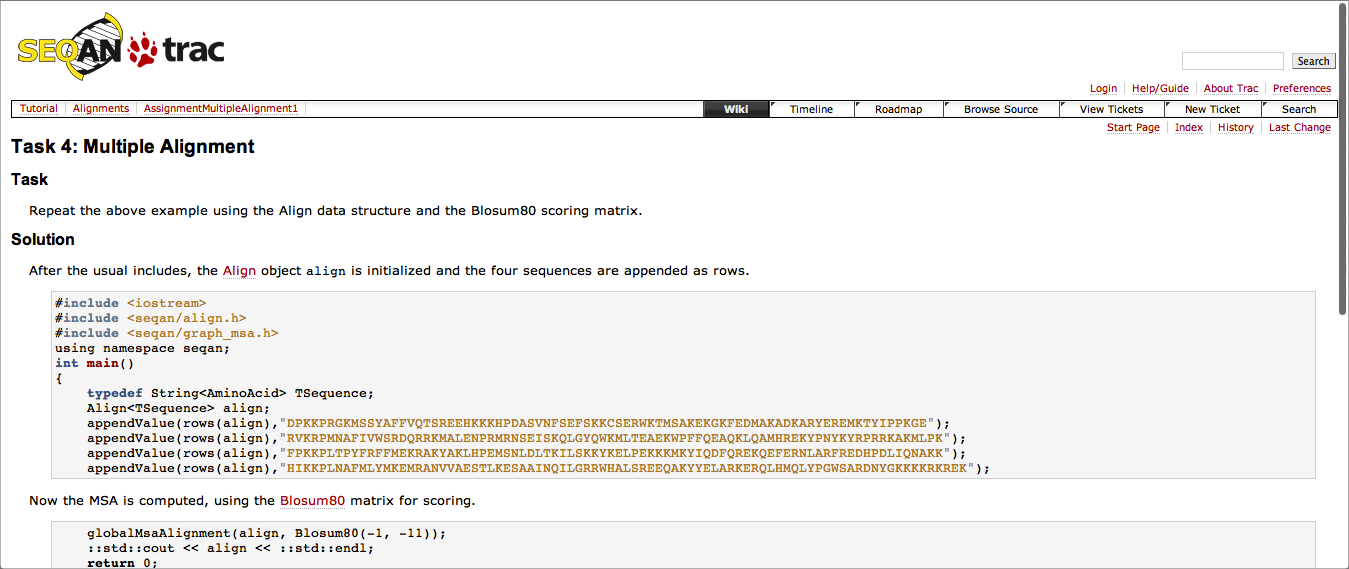 SEQAN trac
Search
Login Help/Guide About Trac Preferences
Tutorial Alignments AssignmentMultipleAlignment1 Wiki Timeline Roadmap Browse Source View Tickets New Ticket Search
Start Page Index History Last Change
Task 4: Multiple Alignment
Task
Repeat the above example using the Align data structure and the Blosum80 scoring matrix.
Solution
After the usual includes, the Align object align is initialized and the four sequences are appended as rows.
#include <iostream>
#include <seqan/align.h>
#include <seqan/graph_msa.h>
using namespace seqan;
int main()
{
typedef String<AminoAcid> TSequence;
Align<TSequence> align;
appendValue(rows(align),"DPKKPRGKMSSYAFFVQTSREEHKKKHPDASVNFSEFSKKCSERWKTMSAKEKGKFEDMAKADKARYEREMKTYIPPKGE");
appendValue(rows(align),"RVKRPMNAFIVWSRDQRRKMALENPRMRNSEISKQLGYQWKMLTEAEKWPFFQEAQKLQAMHREKYPNYKYRPRRKAKMLPK");
appendValue(rows(align),"FPKKPLTPYFRFFMEKRAKYAKLHPEMSNLDLTKILSKKYKELPEKKKMKYIQDFQREKQEFERNLARFREDHPDLIQNAKK");
appendValue(rows(align),"HIKKPLNAFMLYMKEMRANVVAESTLKESAAINQILGRRWHALSREEQAKYYELARKERQLHMQLYPGWSARDNYGKKKKRKREK");
Now the MSA is computed, using the Blosum80 matrix for scoring.
globalMsaAlignment(align, Blosum80(-1, -11));
::std::cout << align << ::std::endl;
return 0;